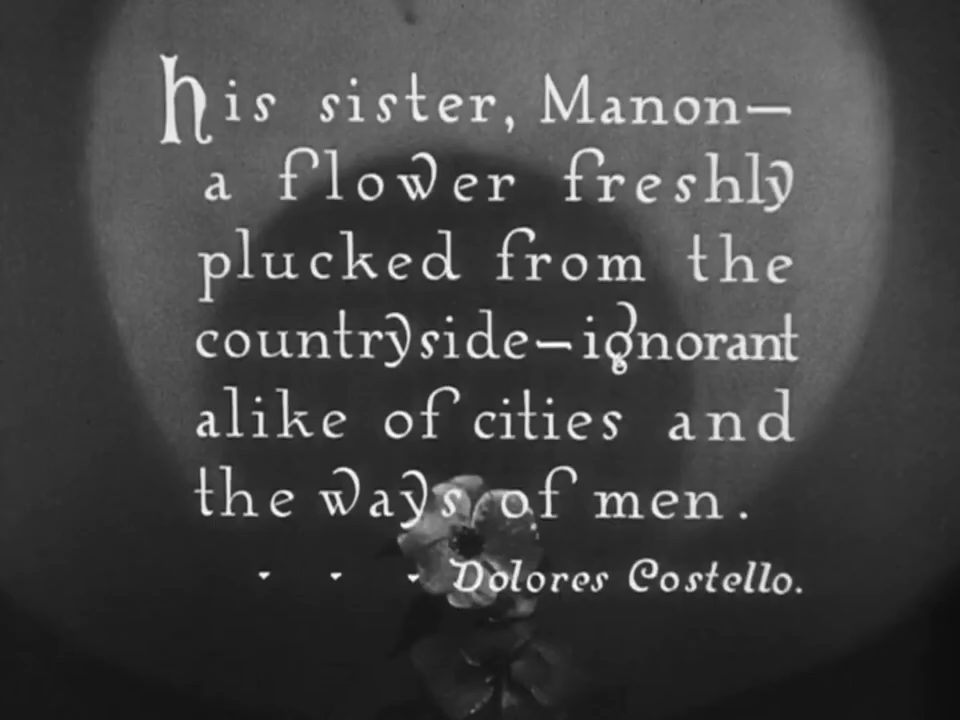 his sister, Manon—
a flower freshly
plucked from the
countryside—ignorant
alike of cities and
the ways of men.
. . . Dolores Costello.